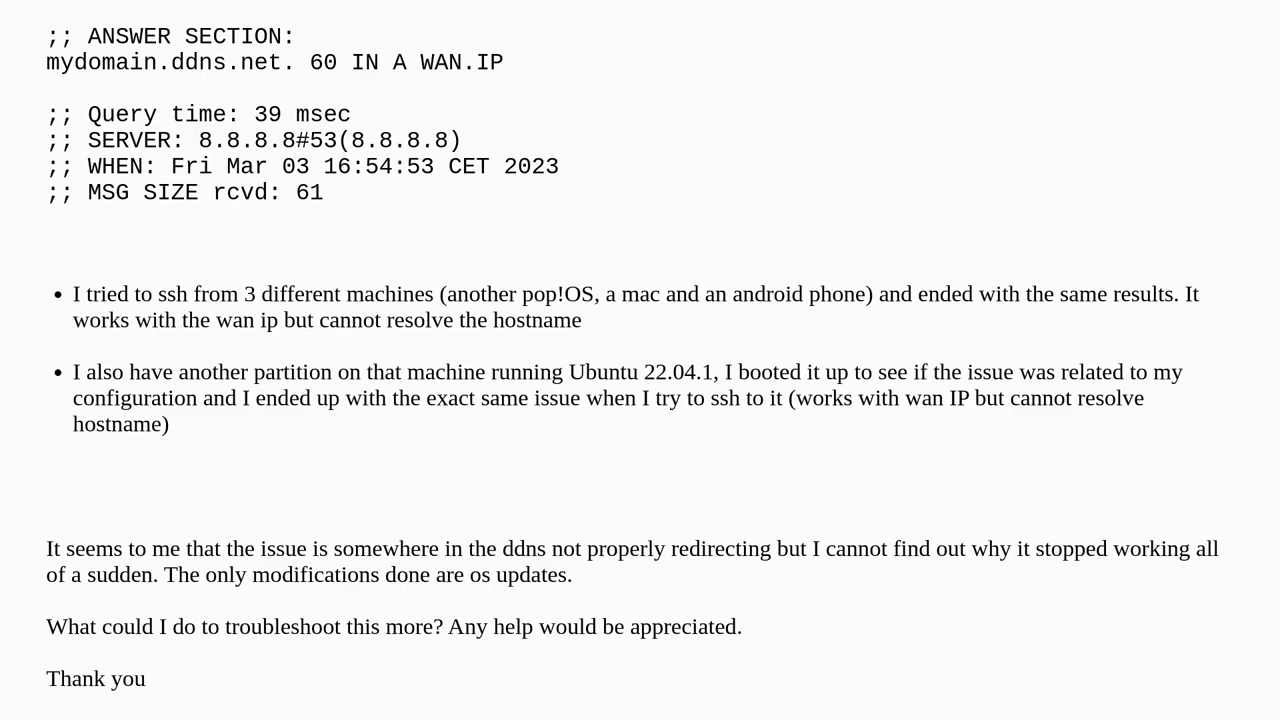 ;; ANSWER SECTION:
mydomain.ddns.net. 60 IN A WAN.IP
;; Query time: 39 msec
;; SERVER: 8.8.8.8#53(8.8.8.8)
;; WHEN: Fri Mar 03 16:54:53 CET 2023
;; MSG SIZE rcvd: 61
• I tried to ssh from 3 different machines (another pop!OS, a mac and an android phone) and ended with the same results. It
works with the wan ip but cannot resolve the hostname
• I also have another partition on that machine running Ubuntu 22.04.1, I booted it up to see if the issue was related to my
configuration and I ended up with the exact same issue when I try to ssh to it (works with wan IP but cannot resolve
hostname)
It seems to me that the issue is somewhere in the ddns not properly redirecting but I cannot find out why it stopped working all
of a sudden. The only modifications done are os updates.
What could I do to troubleshoot this more? Any help would be appreciated.
Thank you